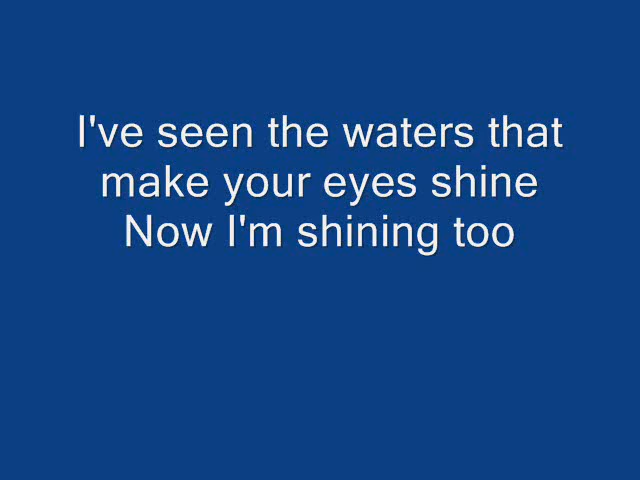 I've seen the waters that
make your eyes shine
Now I'm shining too